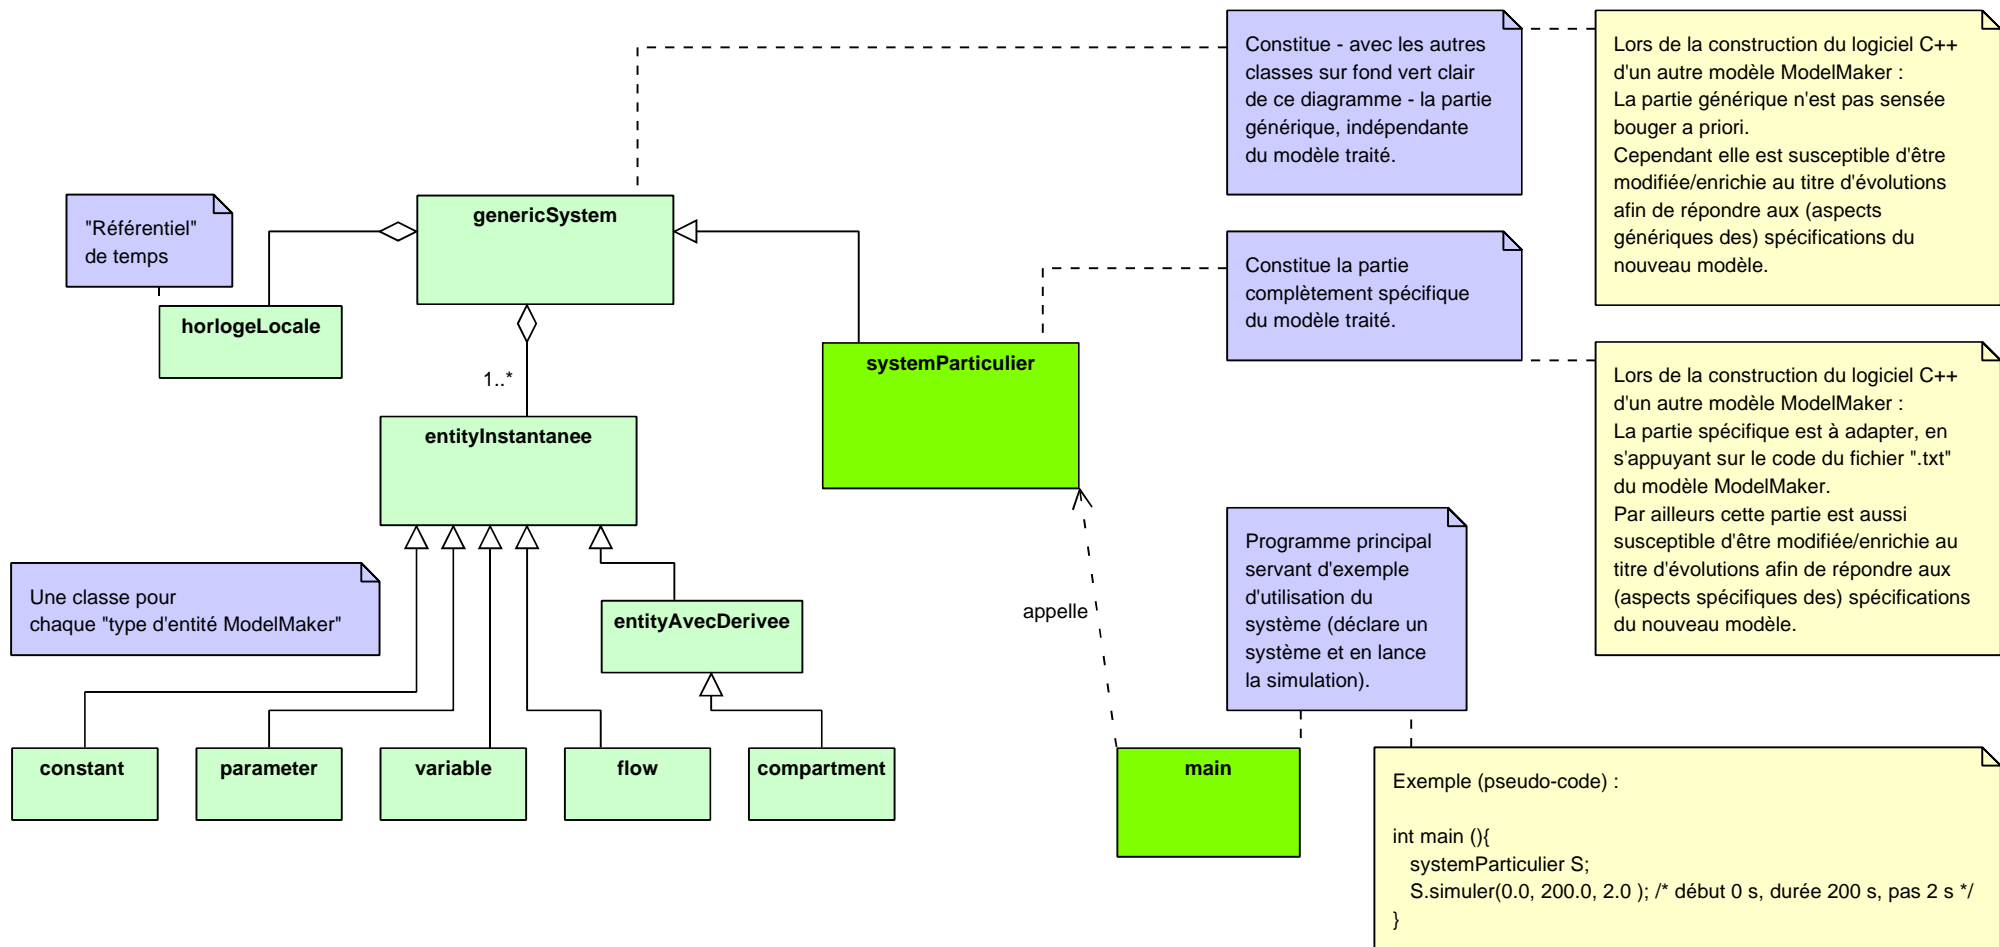 Constitue - avec les autres
classes sur fond vert clair
de ce diagramme - la partie
générique, indépendante
du modèle traité.
Lors de la construction du logiciel C++
d'un autre modèle ModelMaker :
La partie générique n'est pas sensée
bouger a priori.
Cependant elle est susceptible d'être
modifiée/enrichie au titre d'évolutions
afin de répondre aux (aspects
génériques des) spécifications du
nouveau modèle.
"Référentiel"
de temps
genericSystem
Constitue la partie
complètement spécifique
du modèle traité.
horlogeLocale
systemParticulier
1..*
Lors de la construction du logiciel C++
d'un autre modèle ModelMaker :
La partie spécifique est à adapter, en
s'appuyant sur le code du fichier ".txt"
du modèle ModelMaker.
Par ailleurs cette partie est aussi
susceptible d'être modifiée/enrichie au
titre d'évolutions afin de répondre aux
(aspects spécifiques des) spécifications
du nouveau modèle.
entityInstantanee
Programme principal
servant d'exemple
d'utilisation du
système (déclare un
système et en lance
la simulation).
Une classe pour
chaque "type d'entité ModelMaker"
entityAvecDerivee
appelle
constant
parameter
variable
flow
compartment
main
Exemple (pseudo-code) :
int main (){
systemParticulier S;
S.simuler(0.0, 200.0, 2.0 ); /* début 0 s, durée 200 s, pas 2 s */
}